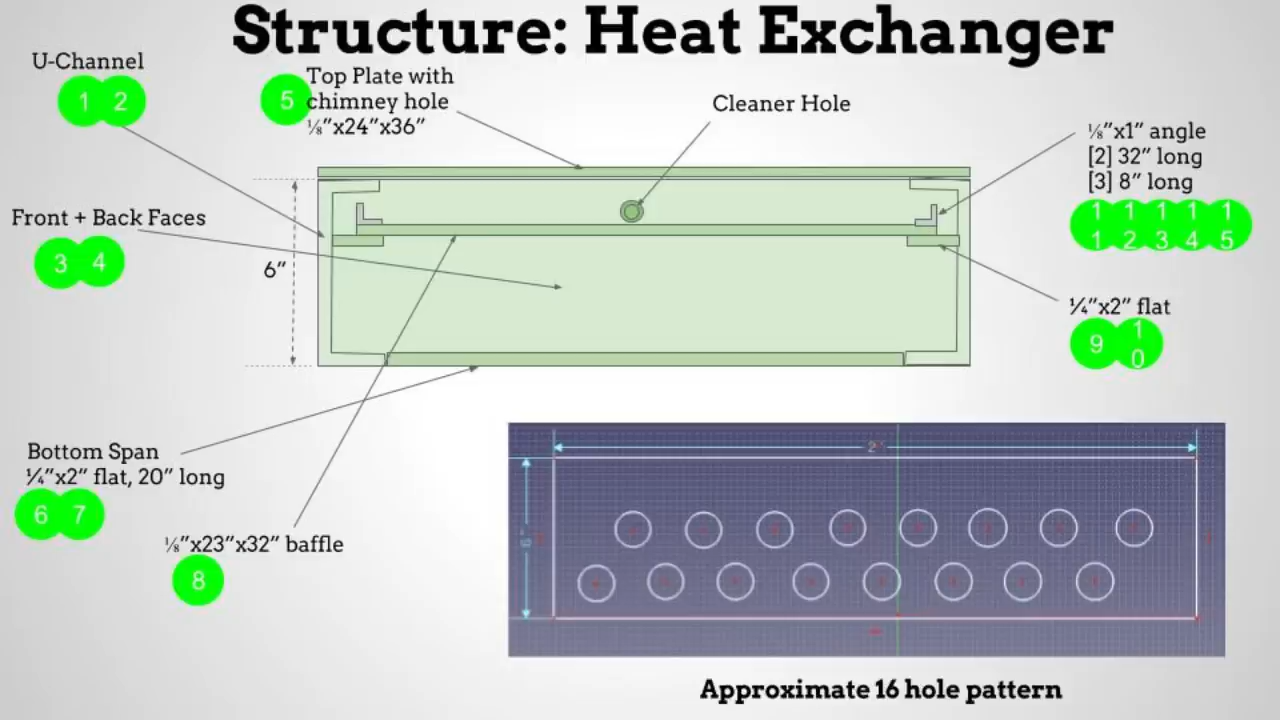 Structure: Heat Exchanger
U-Channel
1 2
5
Top Plate with
chimney hole
⅛”x24”x36”
Cleaner Hole
⅛”x1” angle
[2] 32” long
[3] 8” long
1 1 1 1 1
1 2 3 4 5
Front + Back Faces
3 4
6”
¼”x2” flat
9 10
Bottom Span
¼”x2” flat, 20” long
6 7
⅛”x23”x32” baffle
8
Approximate 16 hole pattern